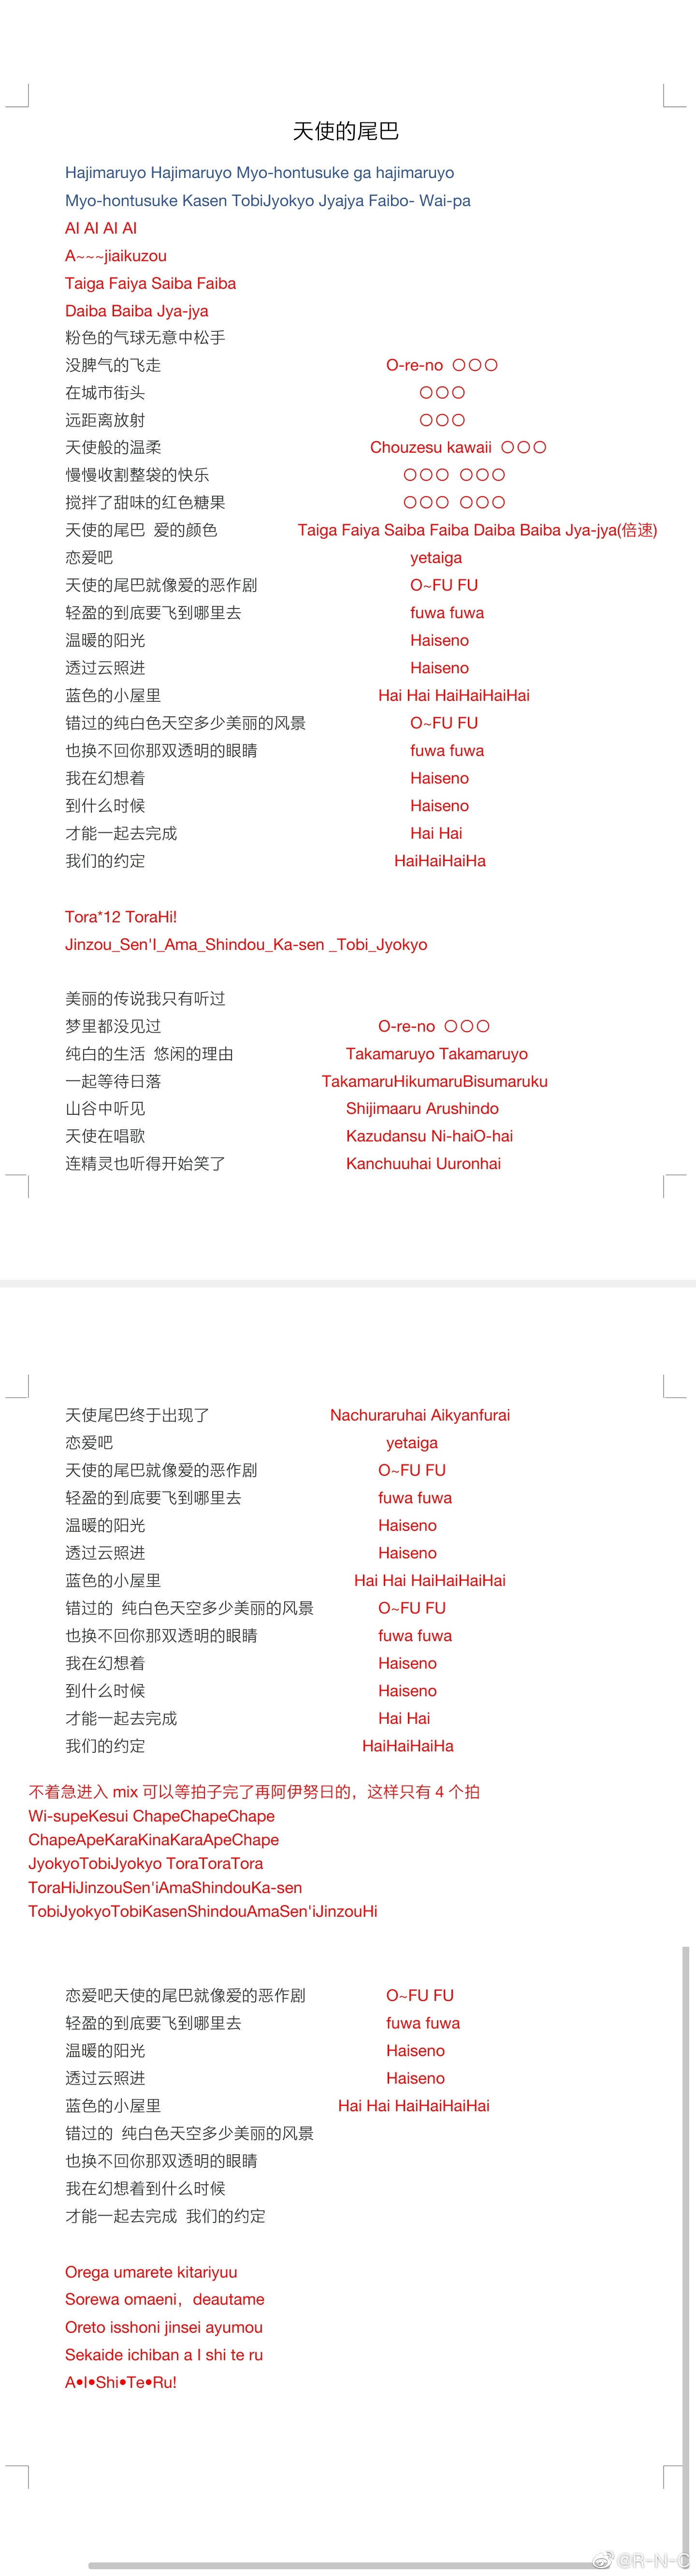 天使的尾巴
Hajimaruyo Hajimaruyo Myo-hontusuke ga hajimaruyo
Myo-hontusuke Kasen TobiJyokyo Jyajya Faibo- Wai-pa
AI AI AI AI
A~~~jiaikuzou
Taiga Faiya Saiba Faiba
Daiba Baiba Jya-jya
粉色的气球无意中松手
没脾气的飞走 O-re-no 〇〇〇
在城市街头 〇〇〇
远距离放射 〇〇〇
天使般的温柔 Chouzesu kawaii 〇〇〇
慢慢收割整袋的快乐 〇〇〇 〇〇〇
搅拌了甜味的红色糖果 〇〇〇 〇〇〇
天使的尾巴 爱的颜色 Taiga Faiya Saiba Faiba Daiba Baiba Jya-jya(倍速)
恋爱吧 yetaiga
天使的尾巴就像爱的恶作剧 O~FU FU
轻盈的到底要飞到哪里去 fuwa fuwa
温暖的阳光 Haiseno
透过云照进 Haiseno
蓝色的小屋里 Hai Hai HaiHaiHaiHai
错过的纯白色天空多少美丽的风景 O~FU FU
也换不回你那双透明的眼睛 fuwa fuwa
我在幻想着 Haiseno
到什么时候 Haiseno
才能一起去完成 Hai Hai
我们的约定 HaiHaiHaiHa
Tora*12 ToraHi!
Jinzou_Sen'I_Ama_Shindou_Ka-sen _Tobi_Jyokyo
美丽的传说我只有听过
梦里都没见过 O-re-no 〇〇〇
纯白的生活 悠闲的理由 Takamaruyo Takamaruyo
一起等待日落 TakamaruHikumaruBisumaruku
山谷中听见 Shijimaaru Arushindo
天使在唱歌 Kazudansu Ni-haiO-hai
连精灵也听得开始笑了 Kanchuuhai Uuronhai
天使尾巴终于出现了 Nachuraruhai Aikyanfurai
恋爱吧 yetaiga
天使的尾巴就像爱的恶作剧 O~FU FU
轻盈的到底要飞到哪里去 fuwa fuwa
温暖的阳光 Haiseno
透过云照进 Haiseno
蓝色的小屋里 Hai Hai HaiHaiHaiHai
错过的 纯白色天空多少美丽的风景 O~FU FU
也换不回你那双透明的眼睛 fuwa fuwa
我在幻想着 Haiseno
到什么时候 Haiseno
才能一起去完成 Hai Hai
我们的约定 HaiHaiHaiHa
不着急进入 mix 可以等拍子完了再阿伊努日的，这样只有 4 个拍
Wi-supeKesui ChapeChapeChape
ChapeApeKaraKinaKaraApeChape
JyokyoTobiJyokyo ToraToraTora
ToraHiJinzouSen'iAmaShindouKa-sen
TobiJyokyoTobiKasenShindouAmaSen'iJinzouHi
恋爱吧天使的尾巴就像爱的恶作剧 O~FU FU
轻盈的到底要飞到哪里去 fuwa fuwa
温暖的阳光 Haiseno
透过云照进 Haiseno
蓝色的小屋里 Hai Hai HaiHaiHaiHai
错过的 纯白色天空多少美丽的风景
也换不回你那双透明的眼睛
我在幻想着到什么时候
才能一起去完成 我们的约定
Orega umarete kitariyuu
Sorewa omaeni，deautame
Oreto isshoni jinsei ayumou
Sekaide ichiban a I shi te ru
A•I•Shi•Te•Ru!
@R-N-C